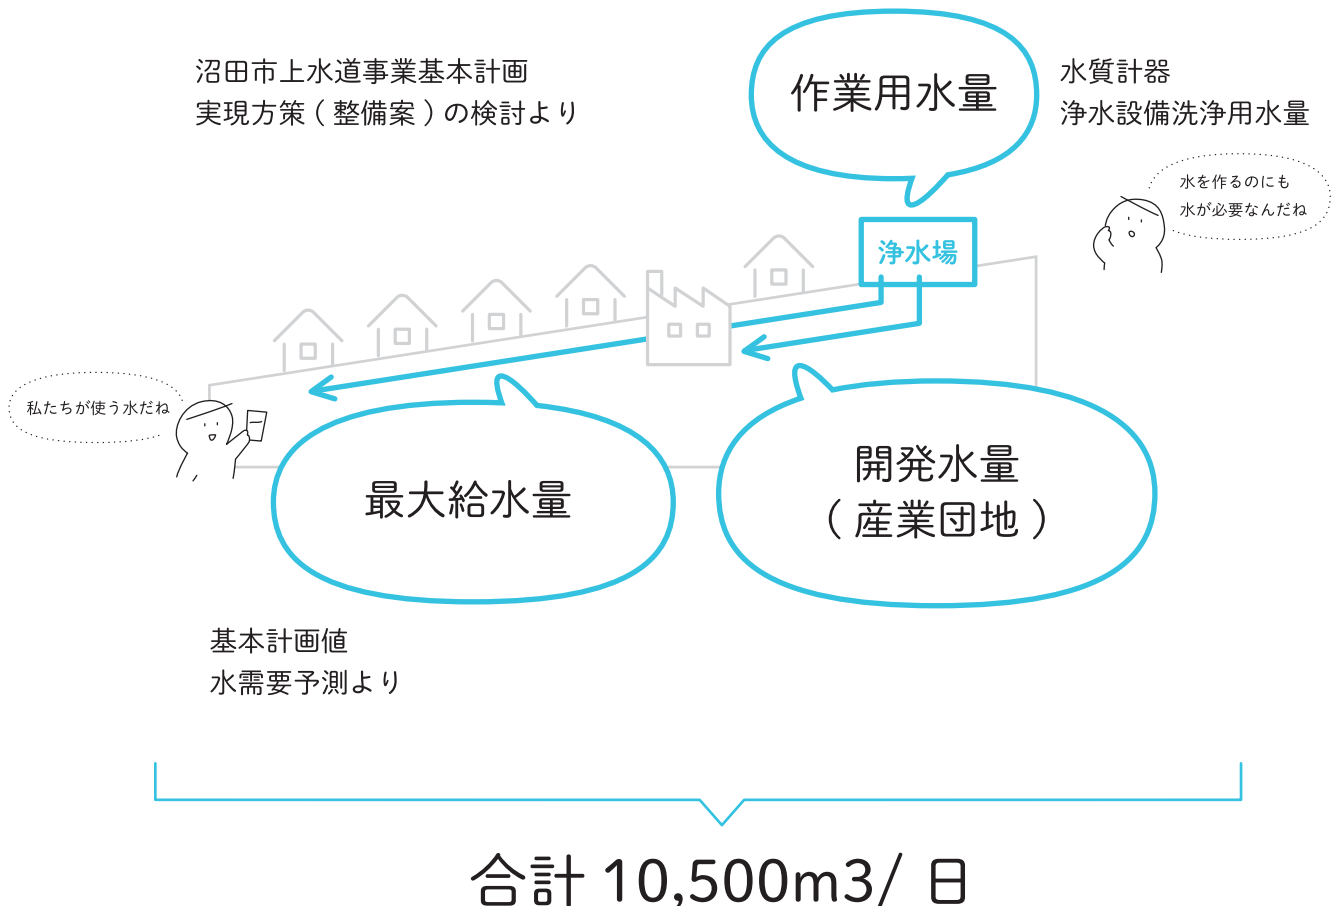 沼田市上水道事業基本計画
実現方策(整備案)の検討より
作業用水量
水質計器
浄水設備洗浄用水量
水を作るのにも
水が必要なんだね
浄水場
私たちが使う水だね
最大給水量
開発水量
(産業団地)
基本計画値
水需要予測より
合計 10,500m3/ 日